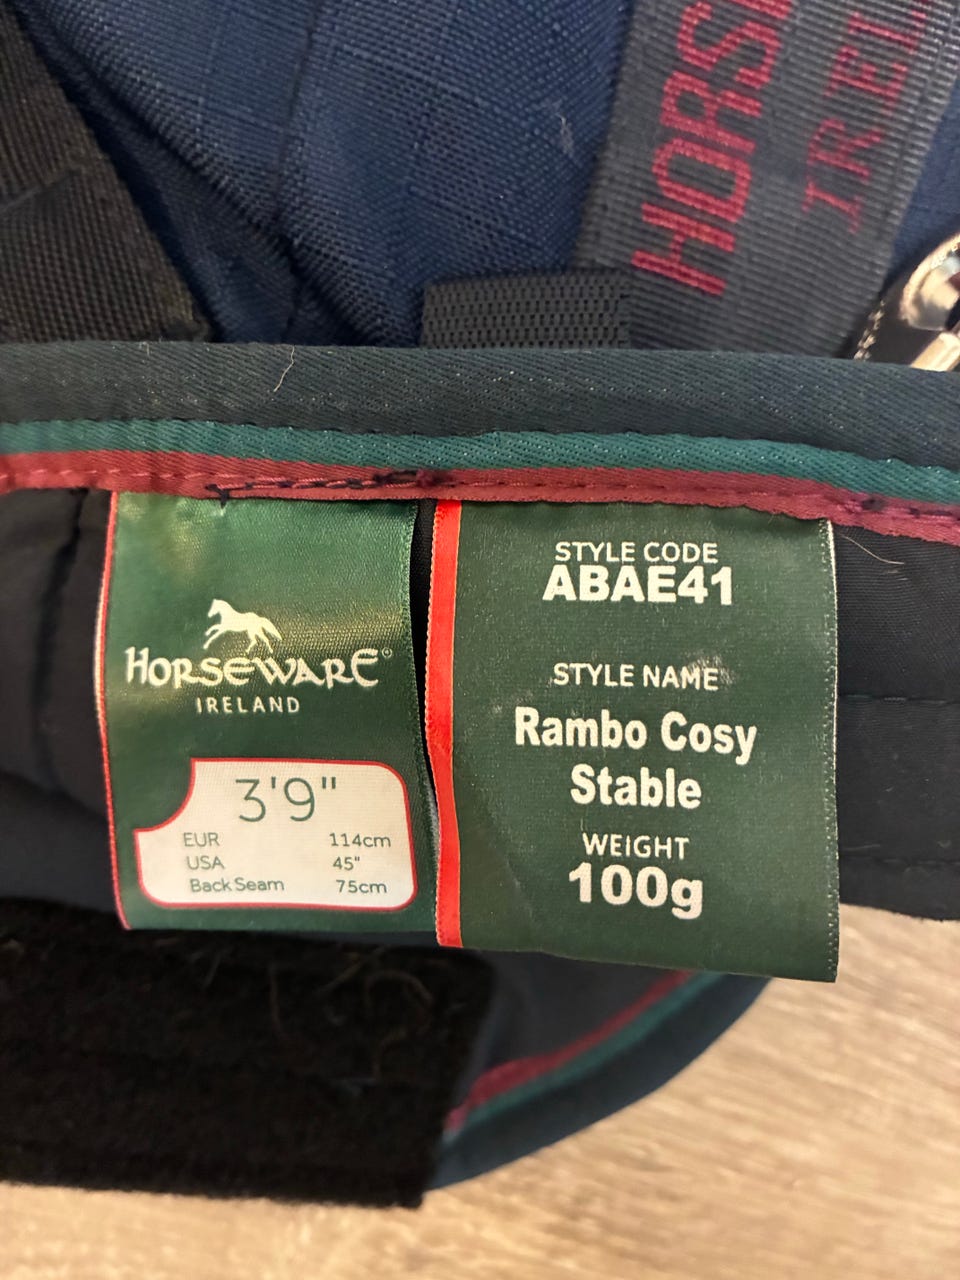 STYLE CODE
ABAE41
STYLE NAME
Rambo Cosy
Stable
WEIGHT
100g
HORSEWARE®
IRELAND
3'9"
EUR 114cm
USA 45"
Back Seam 75cm